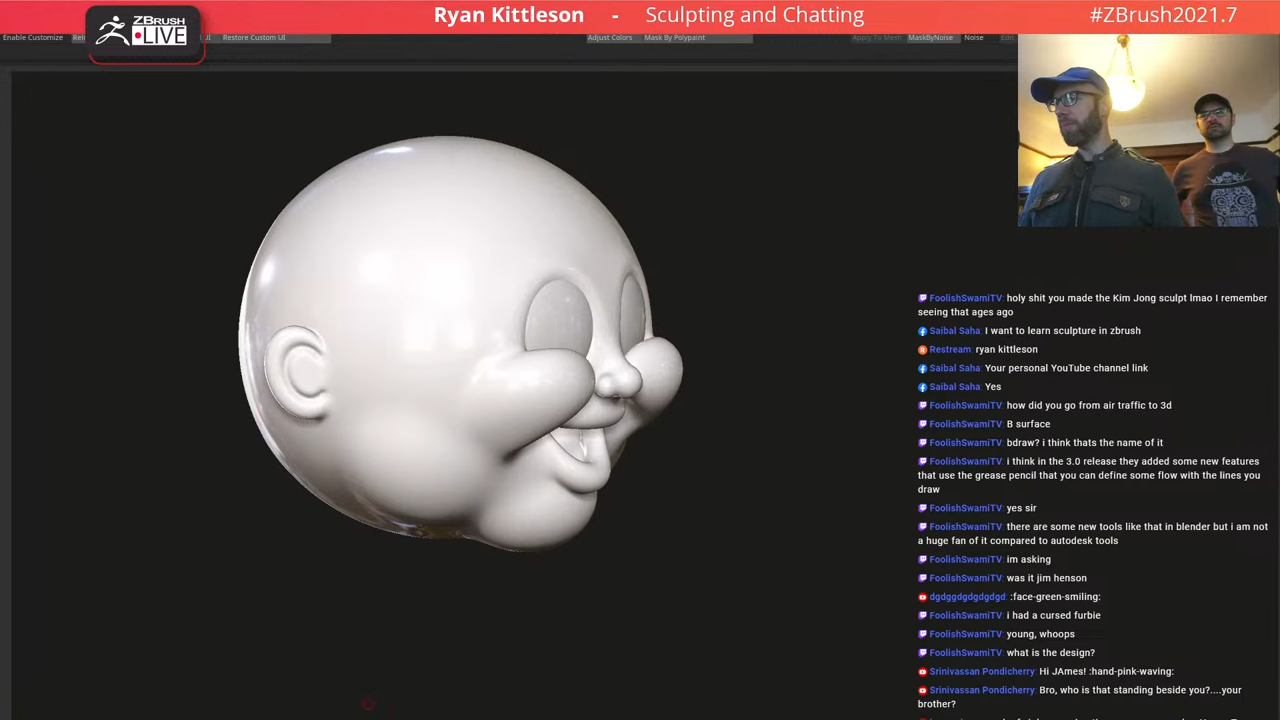 Ryan Kittleson - Sculpting and Chatting #ZBrush2021.7
ZBRUSH
LIVE
Enable Customize UI Restore Custom UI Adjust Colors Mask By Polypaint Apply To Mesh MaskByNoise Noise Edit
FoolishSwamiTV: holy shit you made the Kim Jong sculpt lmao I remember
seeing that ages ago
Saibal Saha: I want to learn sculpture in zbrush
Restream: ryan kittleson
Saibal Saha: Your personal YouTube channel link
Saibal Saha: Yes
FoolishSwamiTV: how did you go from air traffic to 3d
FoolishSwamiTV: B surface
FoolishSwamiTV: bdraw? i think thats the name of it
FoolishSwamiTV: i think in the 3.0 release they added some new features
that use the grease pencil that you can define some flow with the lines you
draw
FoolishSwamiTV: yes sir
FoolishSwamiTV: there are some new tools like that in blender but i am not
a huge fan of it compared to autodesk tools
FoolishSwamiTV: im asking
FoolishSwamiTV: was it jim henson
dgdggdgdgdgdgd: :face-green-smiling:
FoolishSwamiTV: i had a cursed furbie
FoolishSwamiTV: young, whoops
FoolishSwamiTV: what is the design?
Srinivassan Pondicherry: Hi JAmes! :hand-pink-waving:
Srinivassan Pondicherry: Bro, who is that standing beside you?....your
brother?